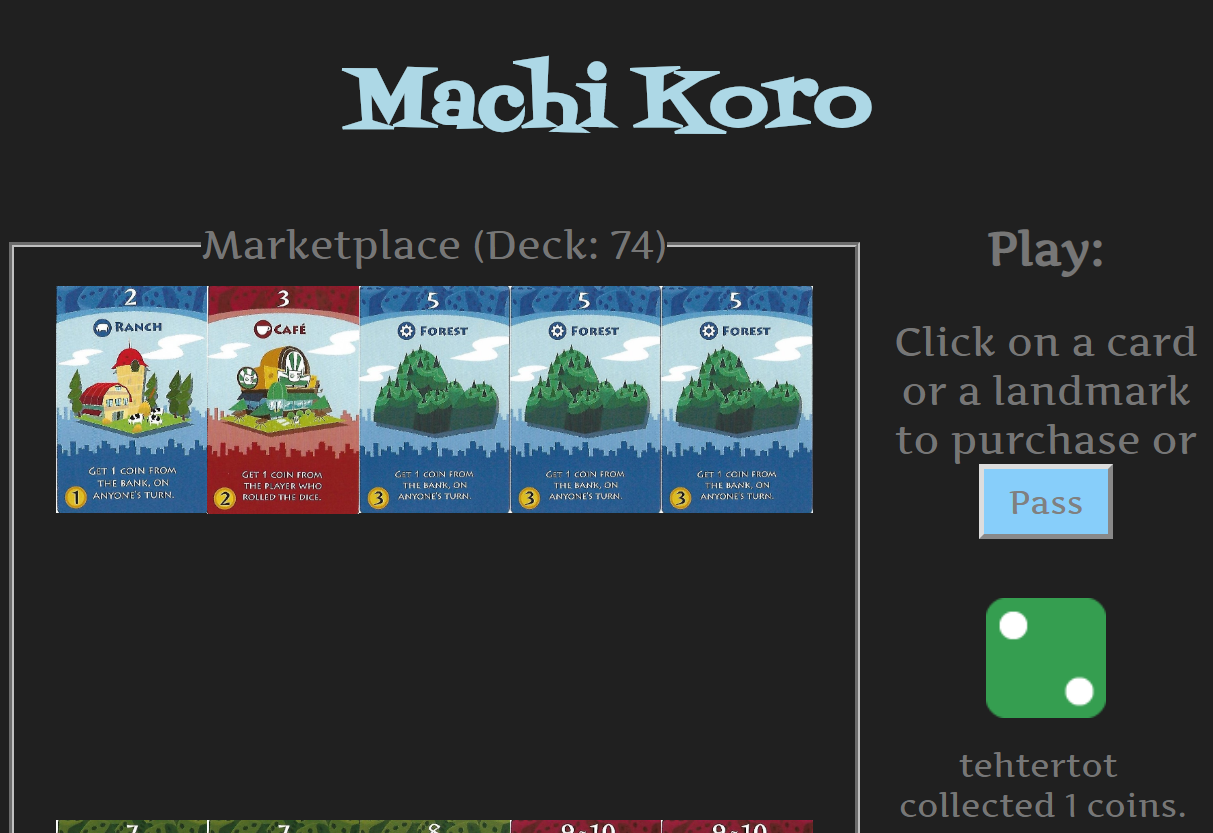 Machi Koro
Marketplace (Deck: 74)
2
RANCH
GET 1 COIN FROM
THE BANK, ON
ANYONE'S TURN.
1
3
CAFÉ
GET 1 COIN FROM
THE PLAYER WHO
ROLLED THE DICE.
2
5
FOREST
GET 1 COIN FROM
THE BANK, ON
ANYONE'S TURN.
3
5
FOREST
GET 1 COIN FROM
THE BANK, ON
ANYONE'S TURN.
3
5
FOREST
GET 1 COIN FROM
THE BANK, ON
ANYONE'S TURN.
3
7
7
8
9-10
9-10
Play:
Click on a card
or a landmark
to purchase or
Pass
tehtertot
collected 1 coins.